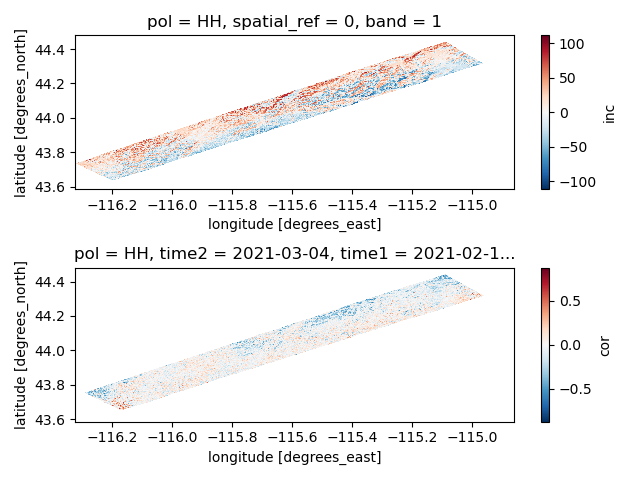 pol = HH, spatial_ref = 0, band = 1
44.4
44.2
44.0
43.8
43.6
latitude [degrees_north]
−116.2 −116.0 −115.8 −115.6 −115.4 −115.2 −115.0
longitude [degrees_east]
100
50
0
−50
−100
inc
pol = HH, time2 = 2021-03-04, time1 = 2021-02-1...
44.4
44.2
44.0
43.8
43.6
latitude [degrees_north]
−116.2 −116.0 −115.8 −115.6 −115.4 −115.2 −115.0
longitude [degrees_east]
0.5
0.0
−0.5
cor